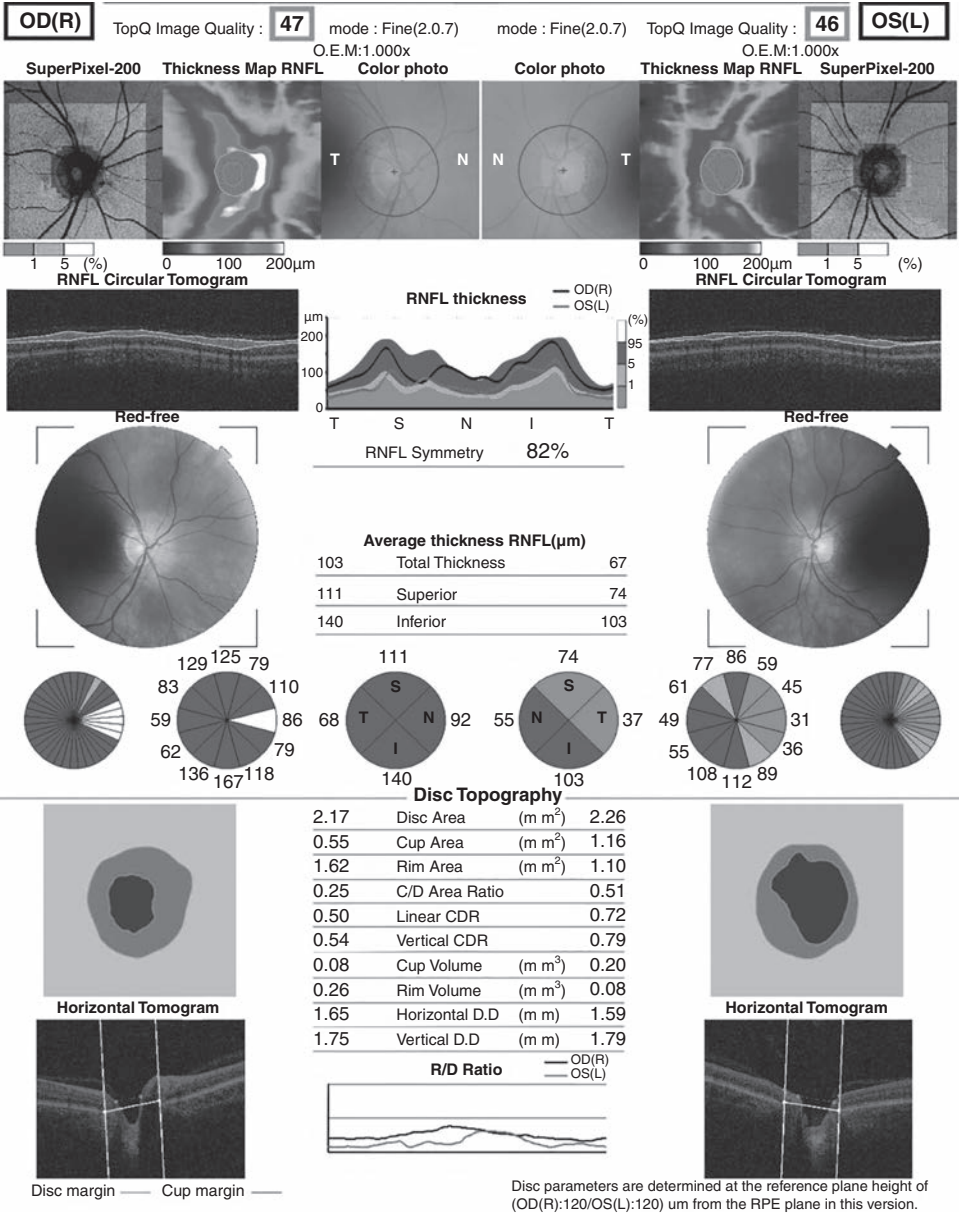 OD(R) TopQ Image Quality : 47 mode : Fine(2.0.7) mode : Fine(2.0.7) TopQ Image Quality : 46 OS(L)
O.E.M:1.000x O.E.M:1.000x
SuperPixel-200 Thickness Map RNFL Color photo Color photo Thickness Map RNFL SuperPixel-200
T N N T
1 5 (%) 0 100 200µm 0 100 200µm 1 5 (%)
RNFL Circular Tomogram RNFL Circular Tomogram
RNFL thickness OD(R)
OS(L)
µm (%)
200 95
100 5
1
0
T S N I T
Red-free Red-free
RNFL Symmetry 82%
Average thickness RNFL(µm)
103 Total Thickness 67
111 Superior 74
140 Inferior 103
129 125 79 111 74 77 86 59
83 110 S S 61 45
59 86 68 T N 92 55 N T 37 49 31
62 79 I I 55 36
136 167 118 140 103 108 112 89
Disc Topography
2.17 Disc Area (m m²) 2.26
0.55 Cup Area (m m²) 1.16
1.62 Rim Area (m m²) 1.10
0.25 C/D Area Ratio 0.51
0.50 Linear CDR 0.72
0.54 Vertical CDR 0.79
0.08 Cup Volume (m m³) 0.20
0.26 Rim Volume (m m³) 0.08
1.65 Horizontal D.D (m m) 1.59
1.75 Vertical D.D (m m) 1.79
Horizontal Tomogram Horizontal Tomogram
R/D Ratio OD(R)
OS(L)
Disc margin Cup margin
Disc parameters are determined at the reference plane height of
(OD(R):120/OS(L):120) um from the RPE plane in this version.